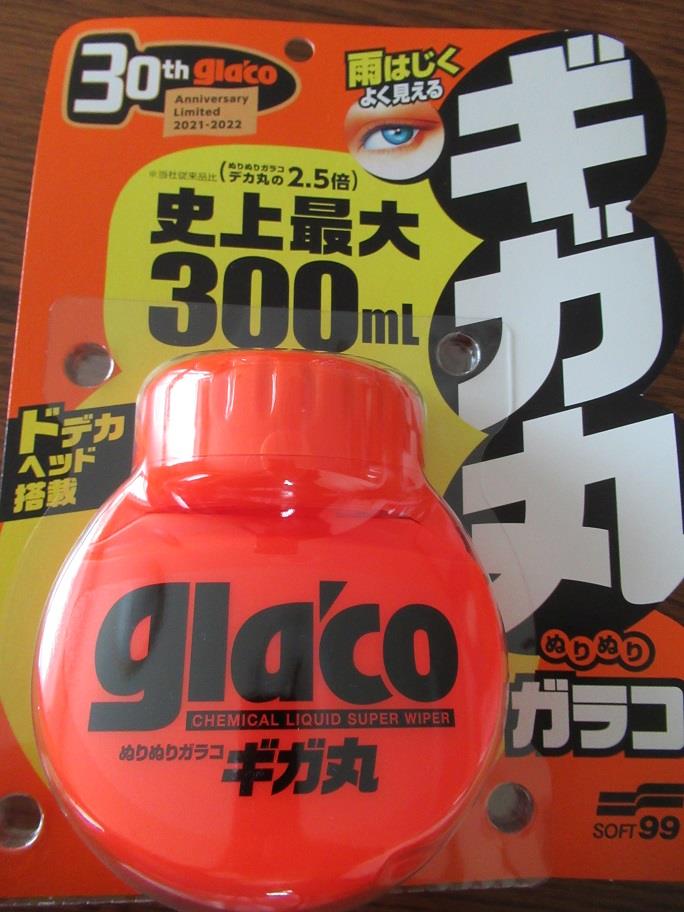 30th glaco
Anniversary
Limited
2021-2022
雨はじく
よく見える
※当社従来品比(ぬりぬりガラコ
デカ丸の2.5倍)
史上最大
300mL
ギガ丸
ドデカ
ヘッド
搭載
gla'co
CHEMICAL LIQUID SUPER WIPER
ぬりぬりガラコ
ギガ丸
ぬりぬり
ガラコ
SOFT99